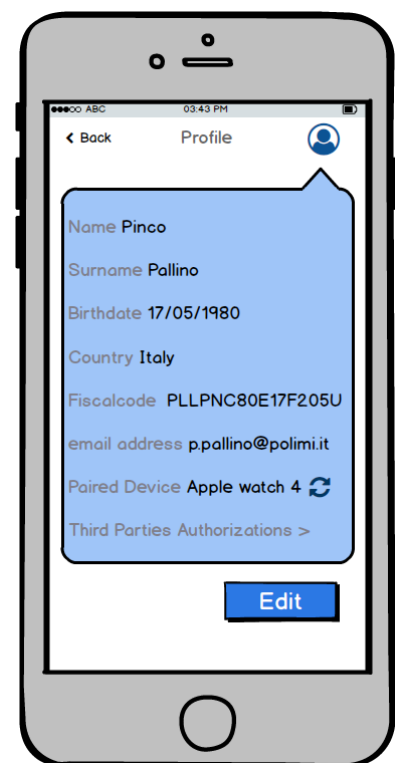 ABC 03:43 PM
< Back Profile
Name Pinco
Surname Pallino
Birthdate 17/05/1980
Country Italy
Fiscalcode PLLPNC80E17F205U
email address p.pallino@polimi.it
Paired Device Apple watch 4
Third Parties Authorizations >
Edit